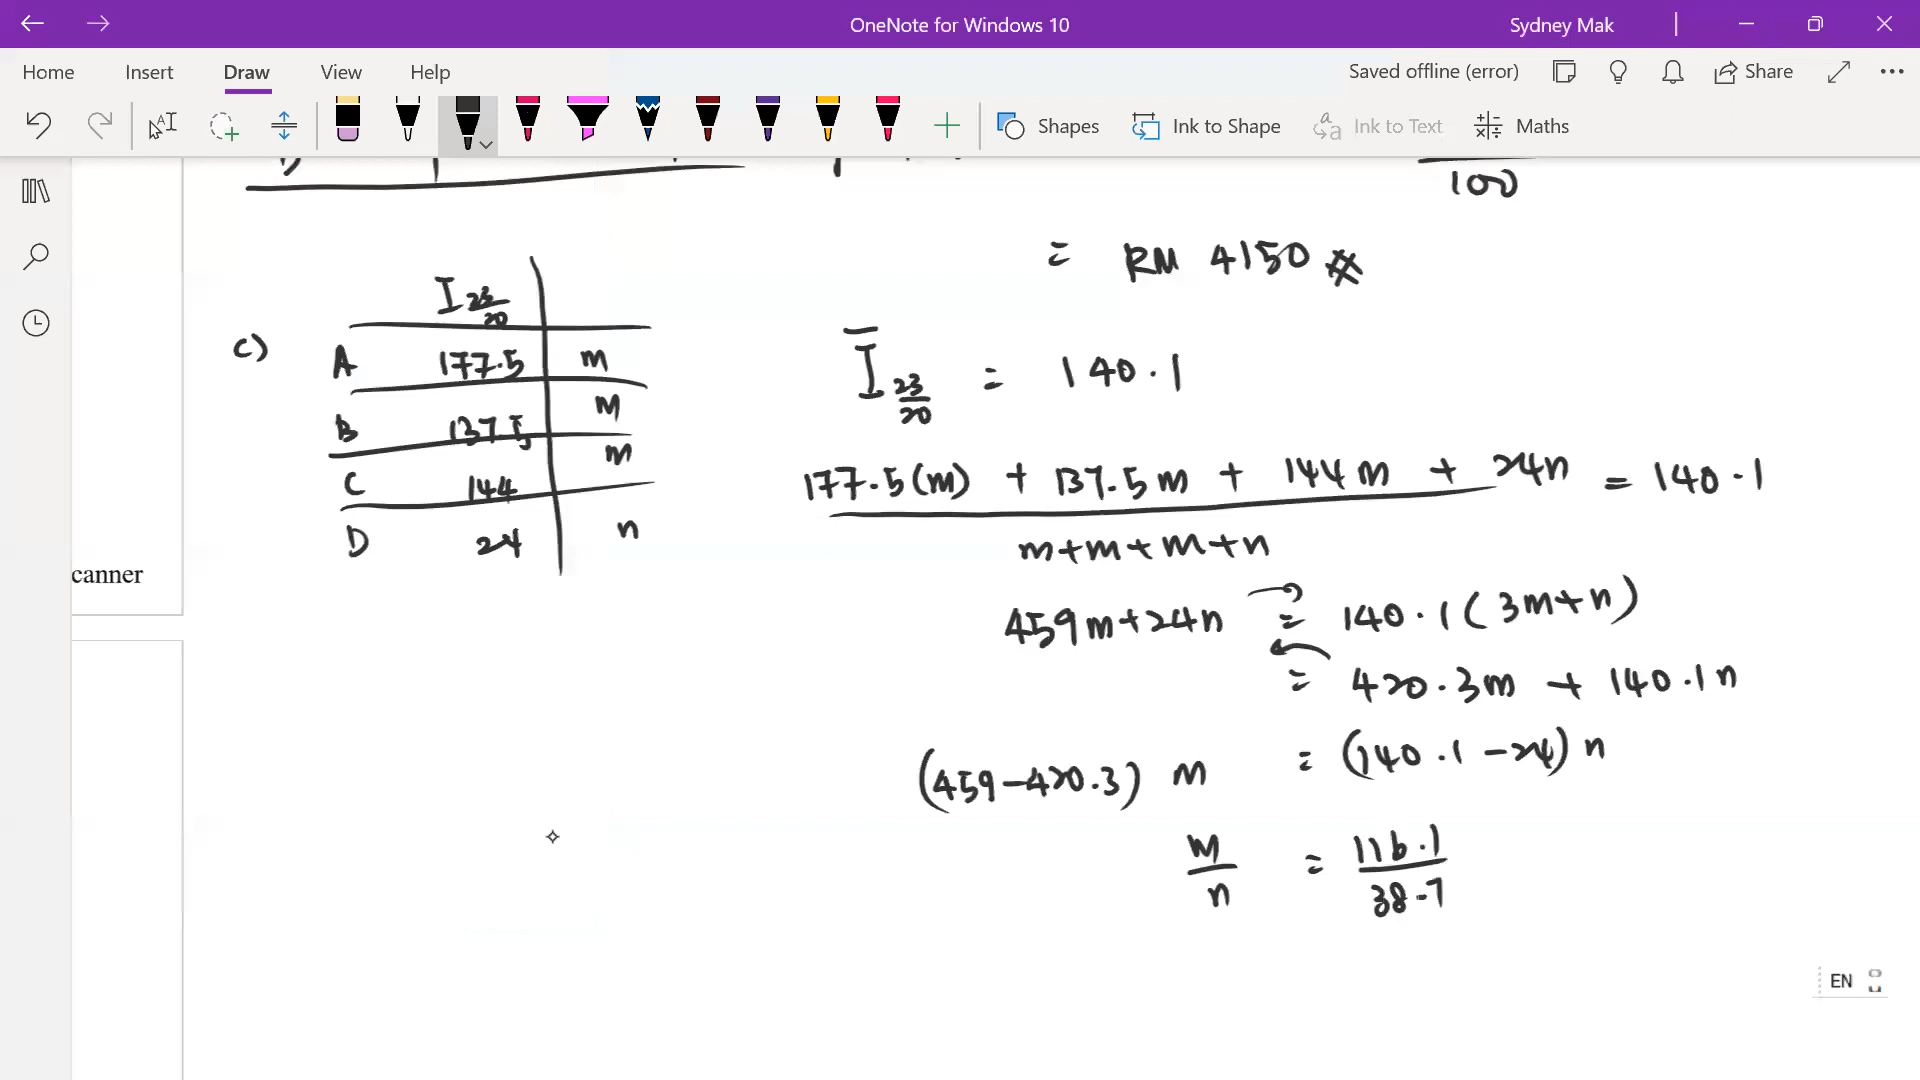 OneNote for Windows 10
Sydney Mak
Home Insert Draw View Help
Saved offline (error) Share
Shapes Ink to Shape Ink to Text Maths
100
= RM 4150 #
c)
I 23/20
A 177.5 m
B 137.5 m
C 144 m
D 24 n
Ī 23/20 = 140.1
177.5(m) + 137.5m + 144m + 24n = 140.1
m+m+m+n
459m+24n = 140.1(3m+n)
= 420.3m + 140.1n
(459-420.3) m = (140.1-24) n
m/n = 116.1/38.7
canner
EN